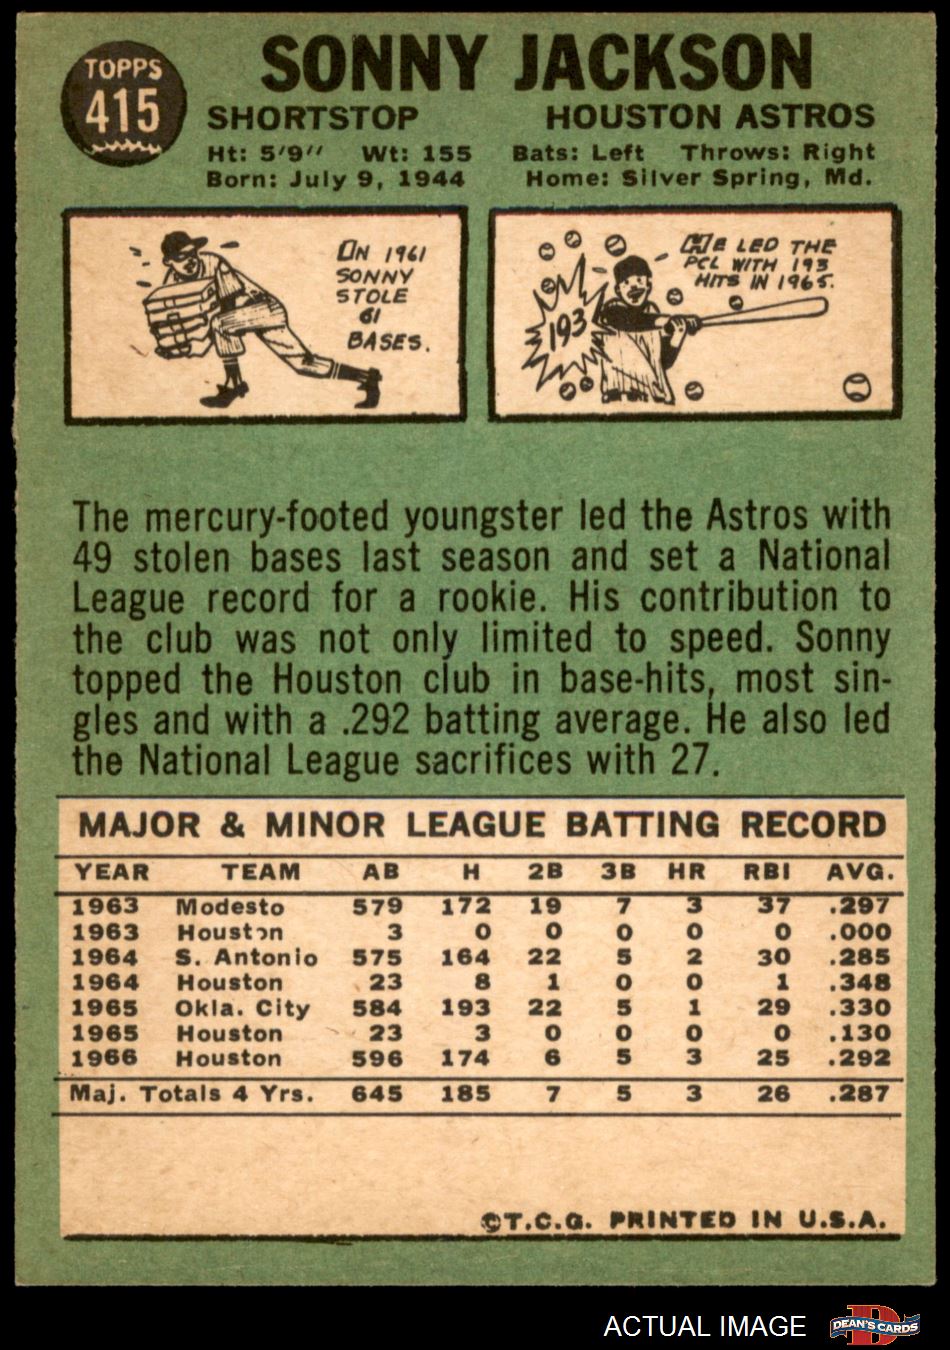 TOPPS
415
SONNY JACKSON
SHORTSTOP HOUSTON ASTROS
Ht: 5'9'' Wt: 155 Bats: Left Throws: Right
Born: July 9, 1944 Home: Silver Spring, Md.
ON 1961
SONNY
STOLE
61
BASES.
HE LED THE
PCL WITH 193
HITS IN 1965.
193
The mercury-footed youngster led the Astros with
49 stolen bases last season and set a National
League record for a rookie. His contribution to
the club was not only limited to speed. Sonny
topped the Houston club in base-hits, most sin-
gles and with a .292 batting average. He also led
the National League sacrifices with 27.
MAJOR & MINOR LEAGUE BATTING RECORD
YEAR TEAM AB H 2B 3B HR RBI AVG.
1963 Modesto 579 172 19 7 3 37 .297
1963 Houston 3 0 0 0 0 0 .000
1964 S. Antonio 575 164 22 5 2 30 .285
1964 Houston 23 8 1 0 0 1 .348
1965 Okla. City 584 193 22 5 1 29 .330
1965 Houston 23 3 0 0 0 0 .130
1966 Houston 596 174 6 5 3 25 .292
Maj. Totals 4 Yrs. 645 185 7 5 3 26 .287
©T.C.G. PRINTED IN U.S.A.
ACTUAL IMAGE
D
DEAN'S CARDS